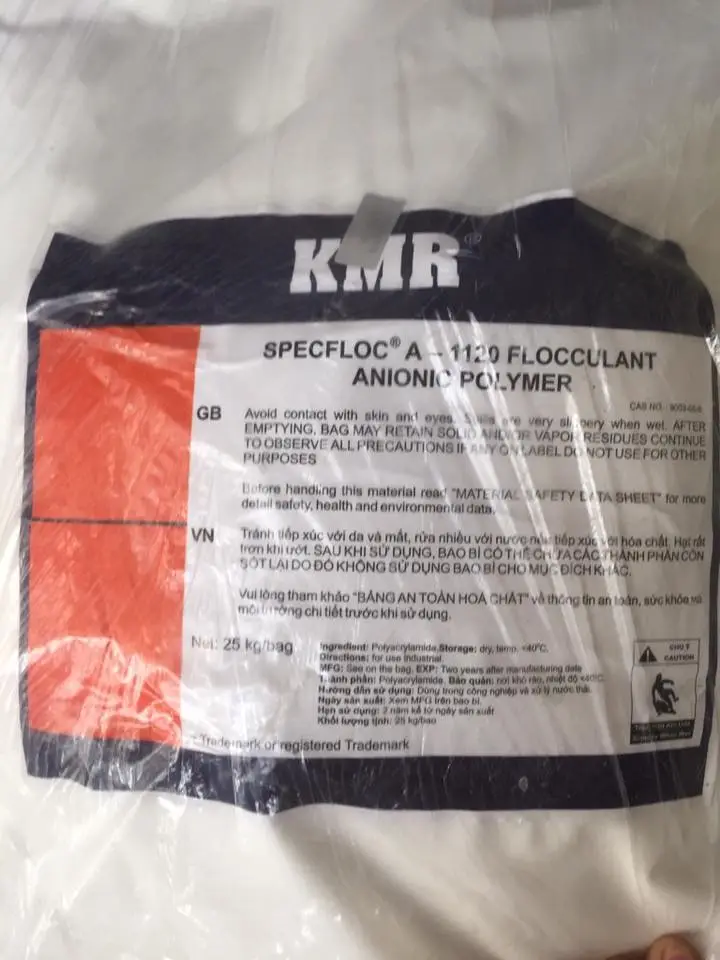 KMR®
SPECFLOC® A – 1120 FLOCCULANT
ANIONIC POLYMER
CAS NO.:
GB
Avoid contact with skin and eyes. are very slippery when wet. AFTER
EMPTYING, BAG MAY RETAIN SOLID AND/OR VAPOR RESIDUES CONTINUE
TO OBSERVE ALL PRECAUTIONS IF ANY ON LABEL DO NOT USE FOR OTHER
PURPOSES
Before handling this material read "MATERIAL SAFETY DATA SHEET" for more
detail safety, health and environmental data.
VN
Tránh tiếp xúc với da và mắt, rửa nhiều với nước nếu tiếp xúc với hóa chất. Hạt rất
trơn khi ướt. SAU KHI SỬ DỤNG, BAO BÌ CÓ THỂ CHỨA CÁC THÀNH PHẦN CÒN
SÓT LẠI DO ĐÓ KHÔNG SỬ DỤNG BAO BÌ CHO MỤC ĐÍCH KHÁC.
Vui lòng tham khảo "BẢNG AN TOÀN HOÁ CHẤT" về thông tin an toàn, sức khỏe và
môi trường chi tiết trước khi sử dụng.
Net: 25 kg/bag
Ingredient: Polyacrylamide,Storage: dry, temp. <40°C.
Directions: for use industrial.
MFG: See on the bag. EXP: Two years after manufacturing date
Thành phần: Polyacrylamide. Bảo quản: nơi khô ráo, nhiệt độ <40°C.
Hướng dẫn sử dụng: Dùng trong công nghiệp và xử lý nước thải.
Ngày sản xuất: Xem MFG trên bao bì.
Hạn sử dụng: 2 năm kể từ ngày sản xuất
Khối lượng tịnh: 25 kg/bao
CHÚ Ý
CAUTION
Trademark or registered Trademark